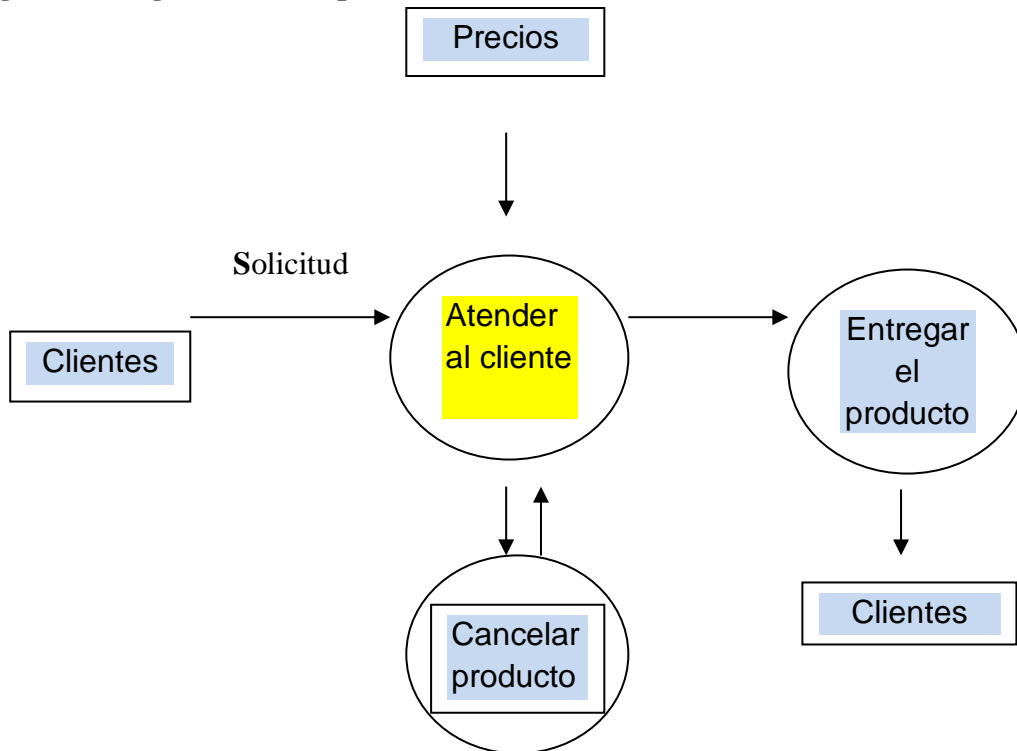 Precios
Solicitud
Clientes
Atender
al cliente
Entregar
el
producto
Cancelar
producto
Clientes